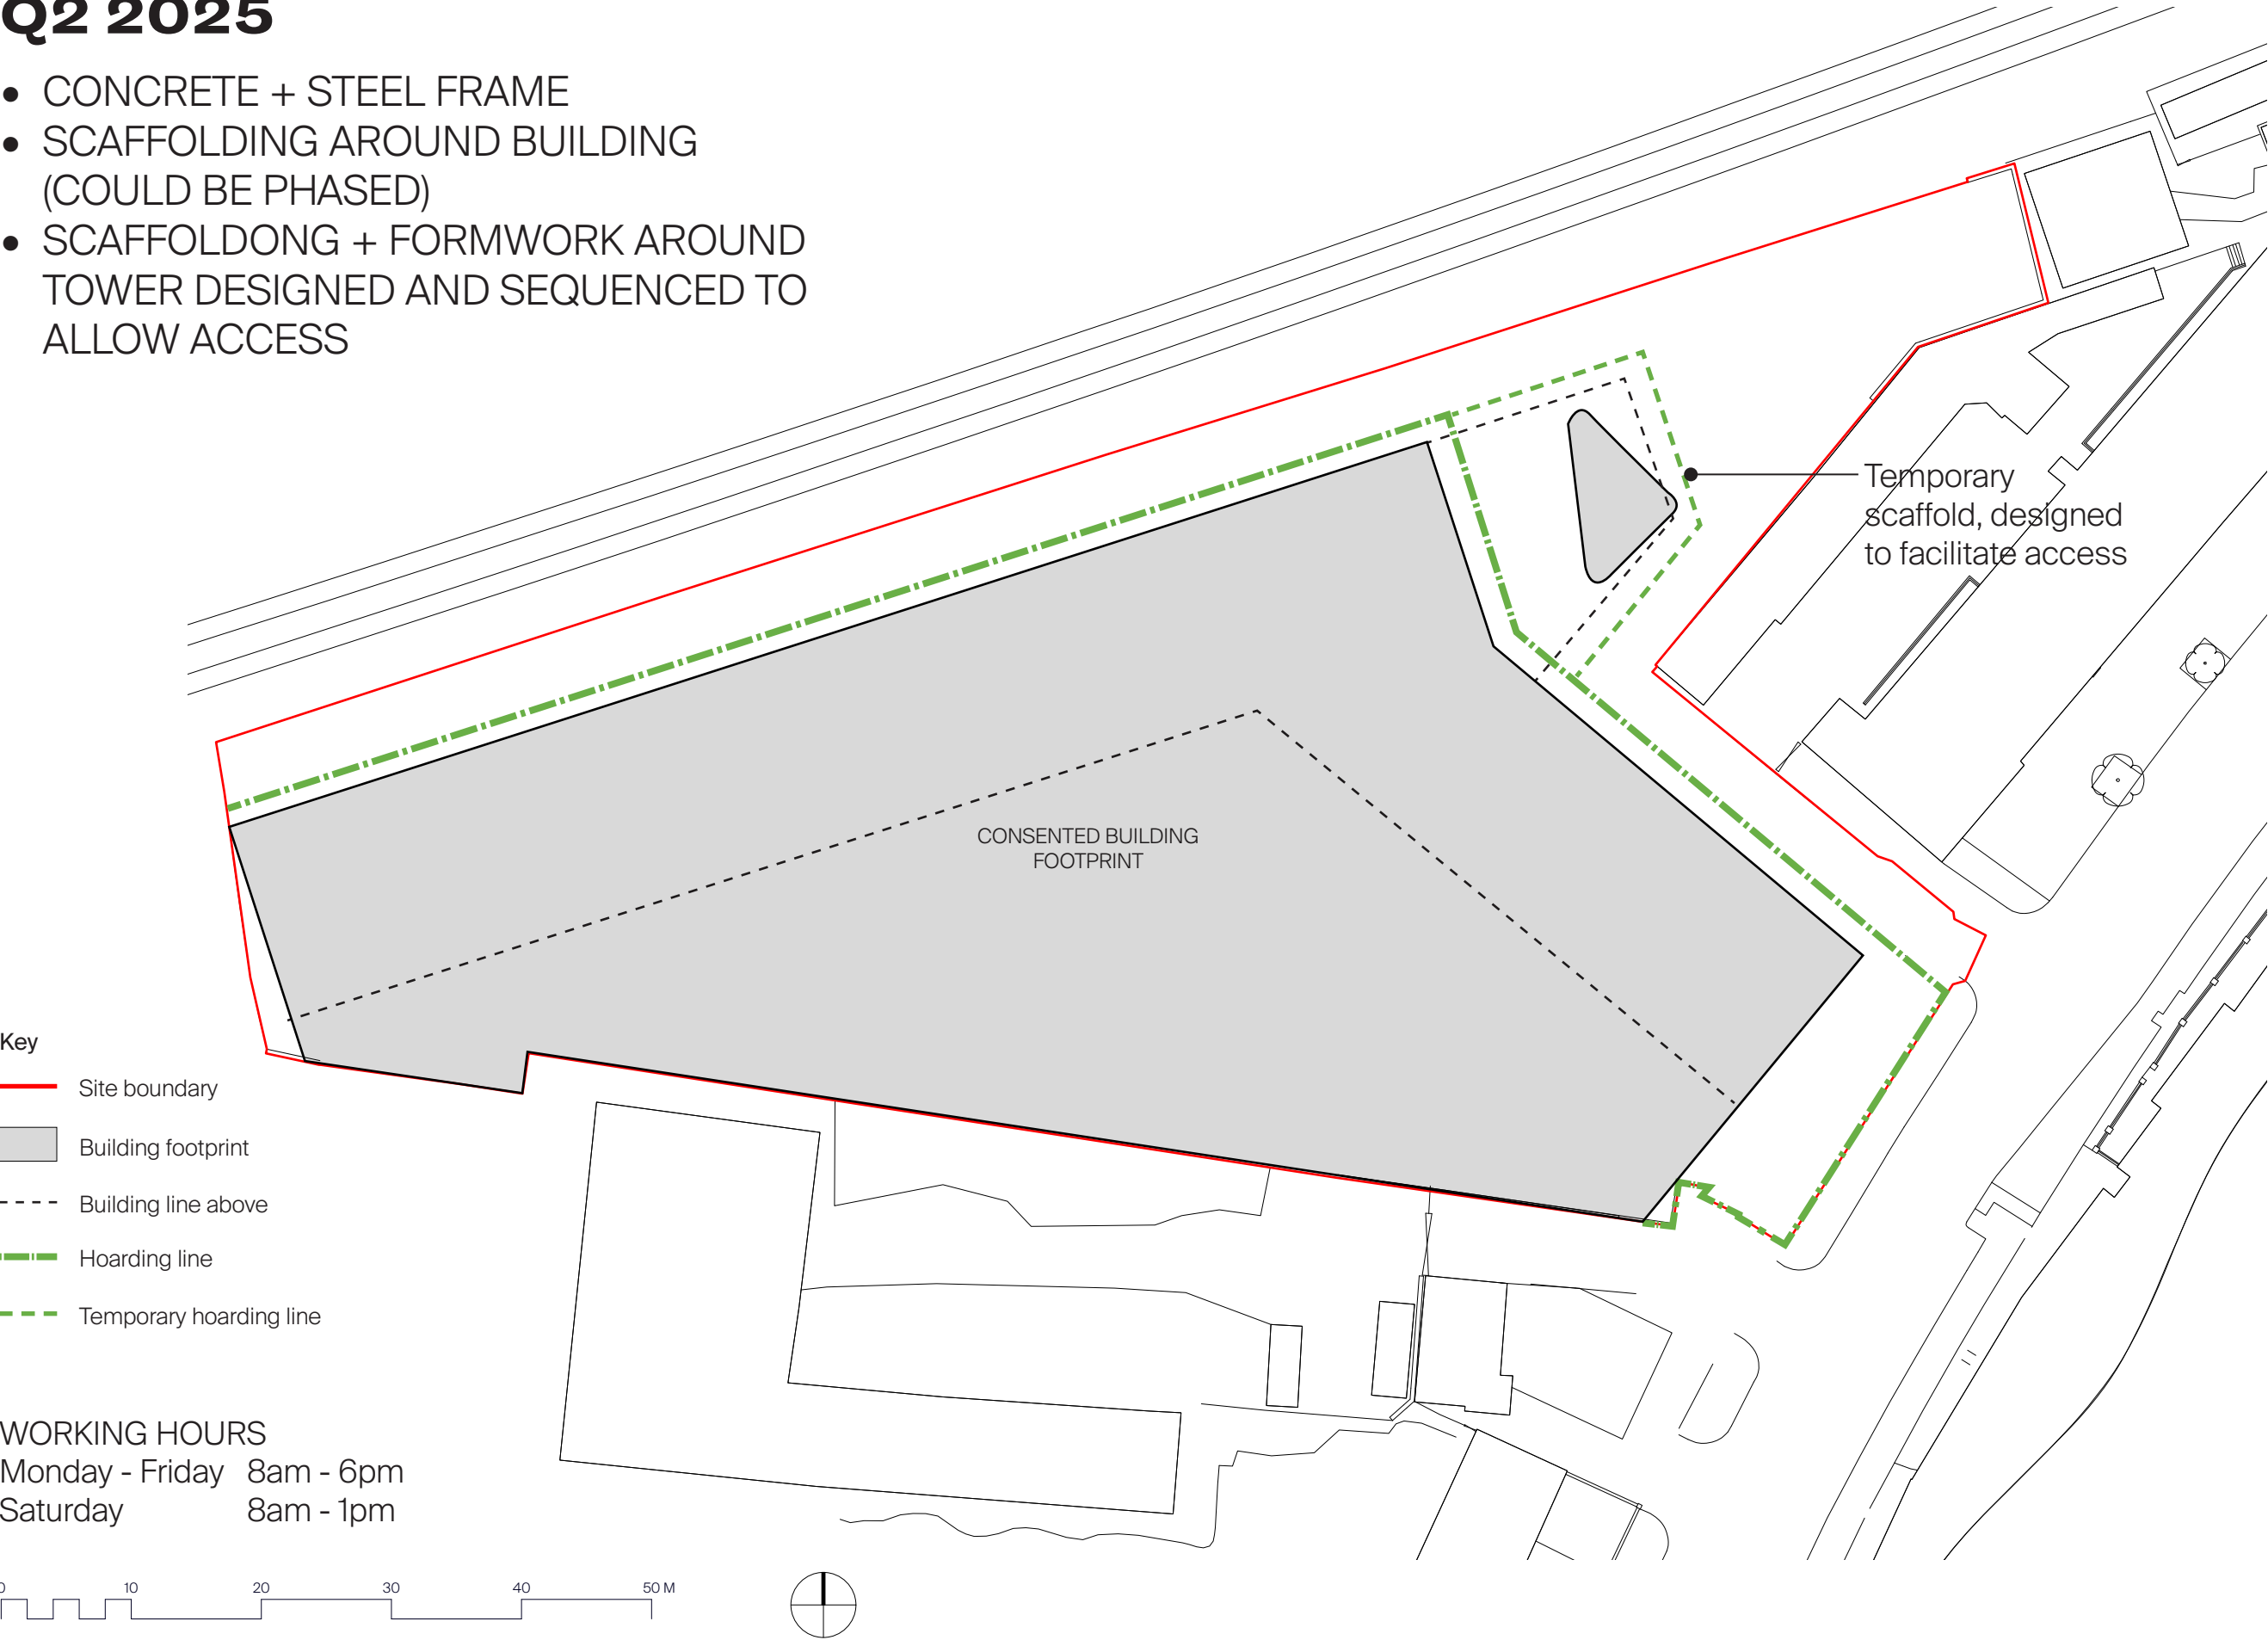 Q2 2025
• CONCRETE + STEEL FRAME
• SCAFFOLDING AROUND BUILDING
(COULD BE PHASED)
• SCAFFOLDONG + FORMWORK AROUND
TOWER DESIGNED AND SEQUENCED TO
ALLOW ACCESS
Temporary
scaffold, designed
to facilitate access
CONSENTED BUILDING
FOOTPRINT
Key
Site boundary
Building footprint
Building line above
Hoarding line
Temporary hoarding line
WORKING HOURS
Monday - Friday 8am - 6pm
Saturday 8am - 1pm
0 10 20 30 40 50 M